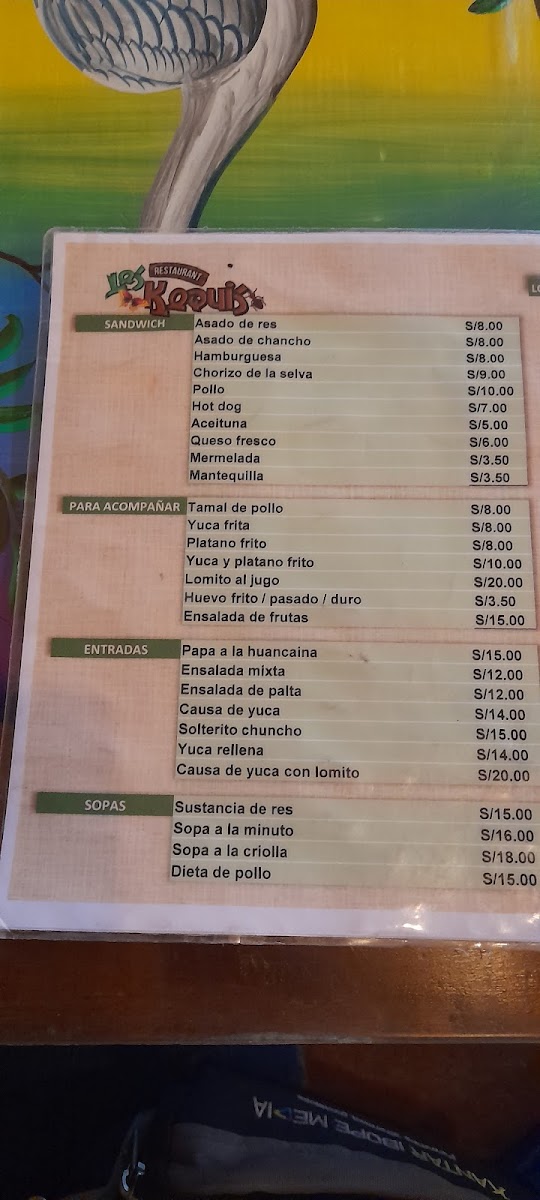 Los
RESTAURANT
Koquis
LO
SANDWICH
Asado de res S/8.00
Asado de chancho S/8.00
Hamburguesa S/8.00
Chorizo de la selva S/9.00
Pollo S/10.00
Hot dog S/7.00
Aceituna S/5.00
Queso fresco S/6.00
Mermelada S/3.50
Mantequilla S/3.50
PARA ACOMPAÑAR
Tamal de pollo S/8.00
Yuca frita S/8.00
Platano frito S/8.00
Yuca y platano frito S/10.00
Lomito al jugo S/20.00
Huevo frito / pasado / duro S/3.50
Ensalada de frutas S/15.00
ENTRADAS
Papa a la huancaina S/15.00
Ensalada mixta S/12.00
Ensalada de palta S/12.00
Causa de yuca S/14.00
Solterito chuncho S/15.00
Yuca rellena S/14.00
Causa de yuca con lomito S/20.00
SOPAS
Sustancia de res S/15.00
Sopa a la minuto S/16.00
Sopa a la criolla S/18.00
Dieta de pollo S/15.00
KANTAR IBOPE MEDIA